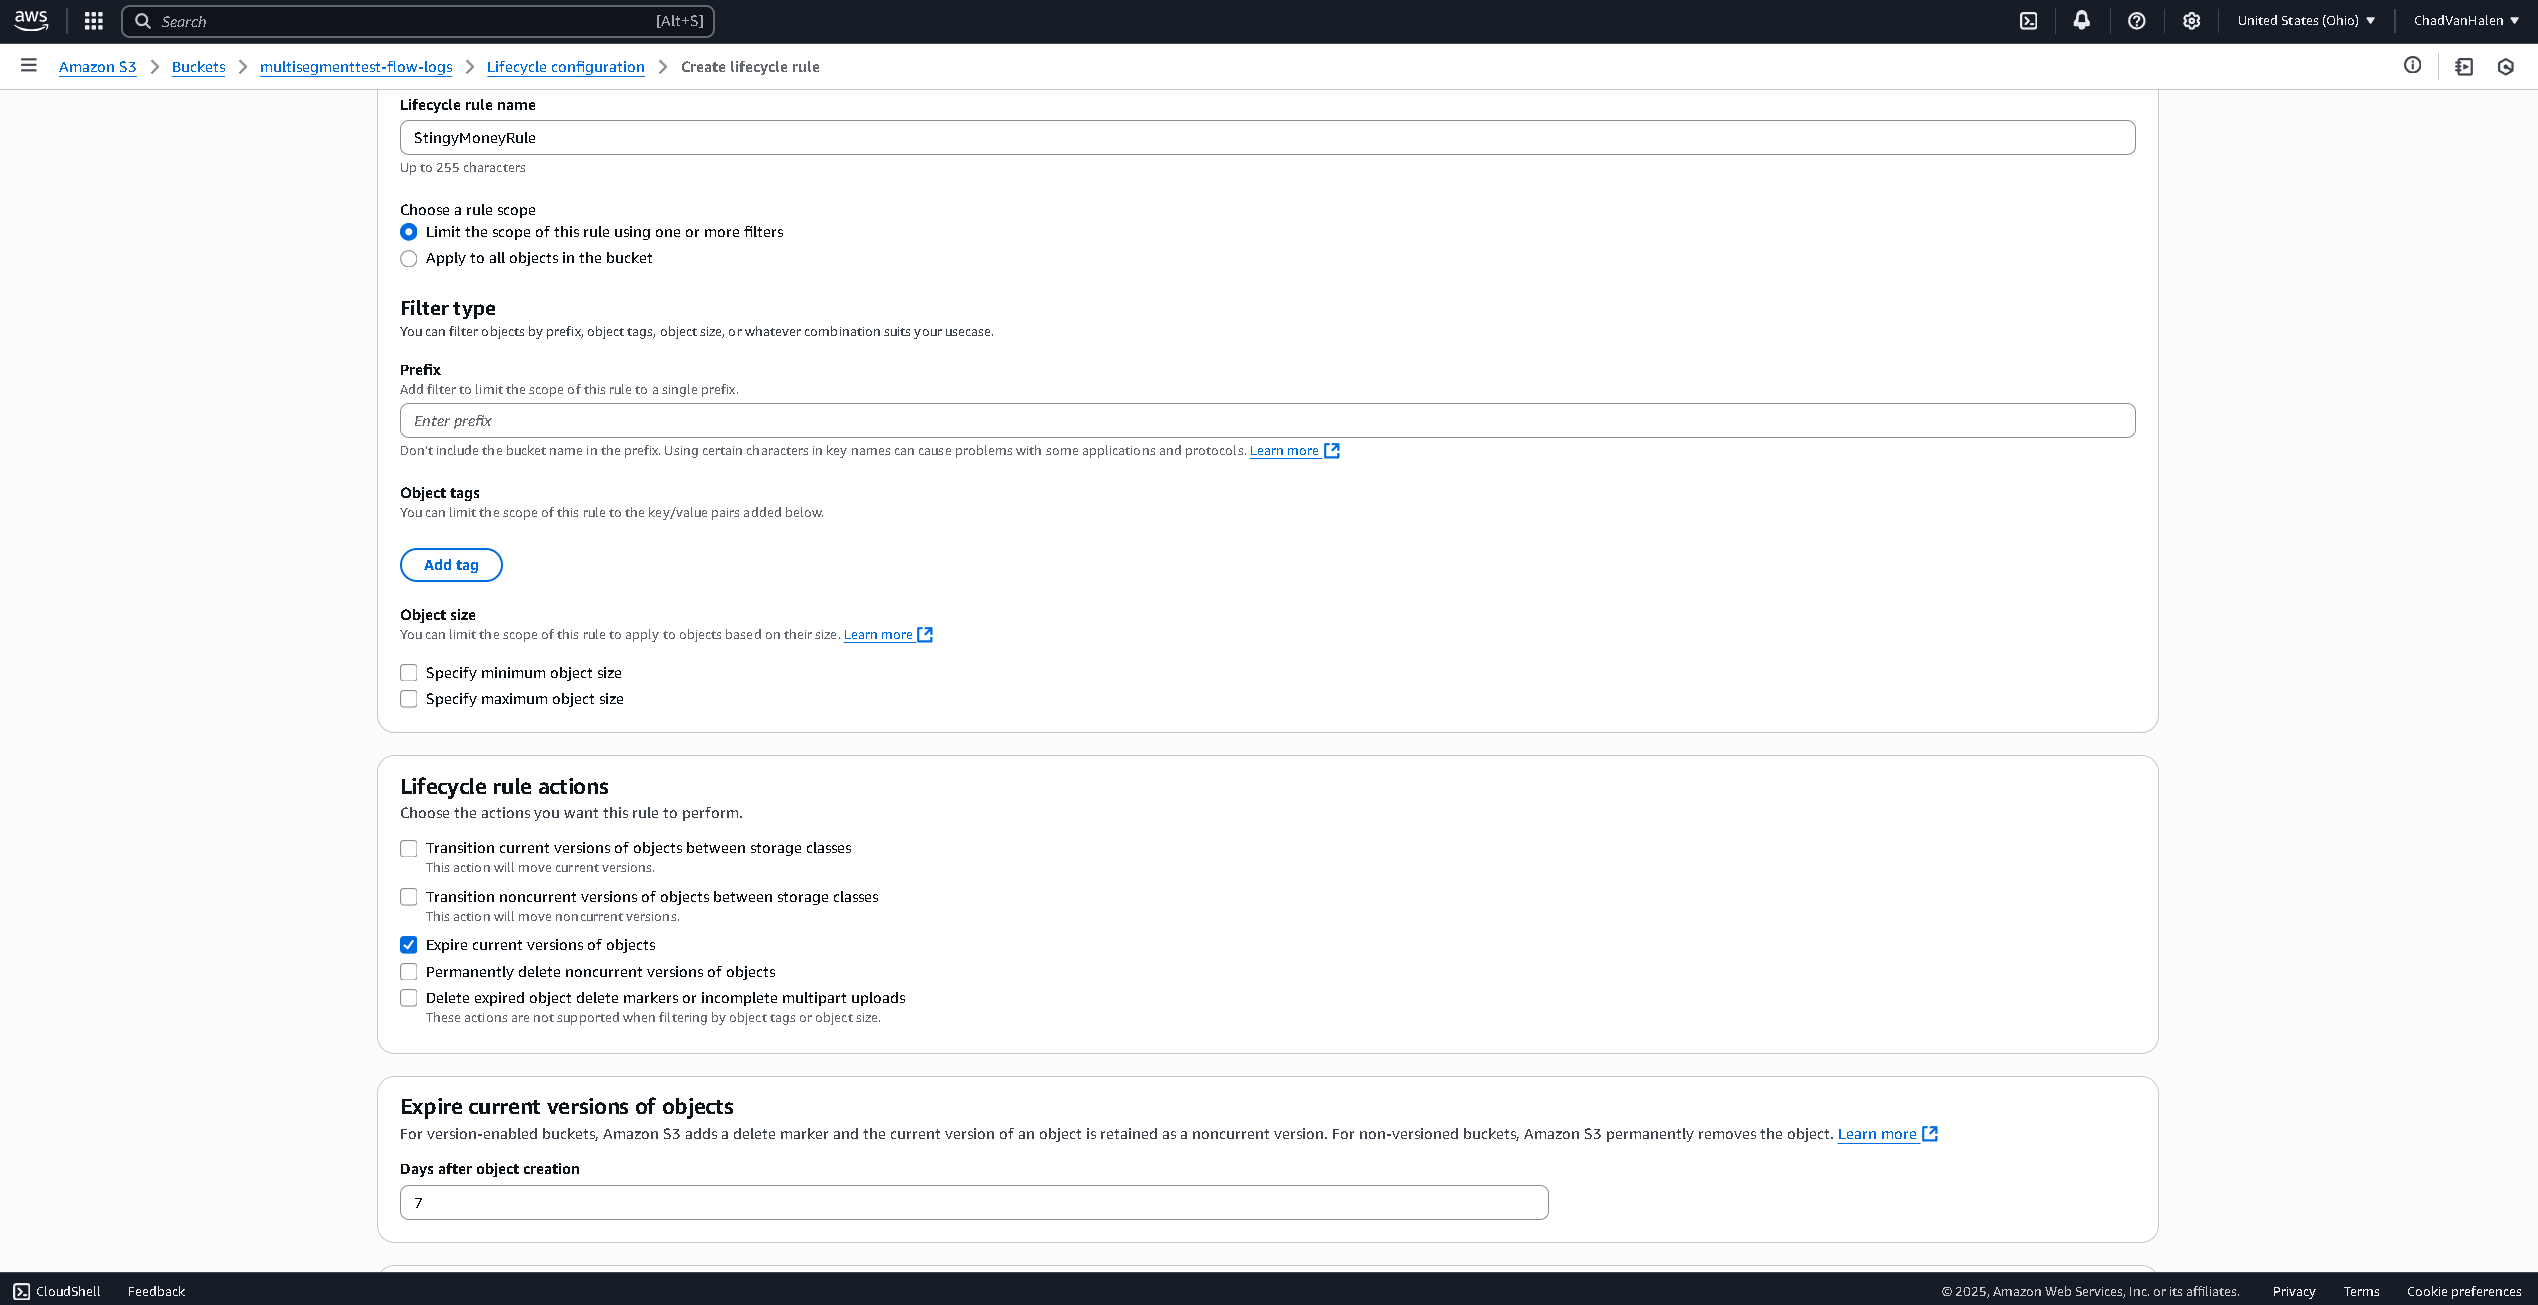 aws
Search [Alt+S]
United States (Ohio)
ChadVanHalen
Amazon S3 > Buckets > multisegmenttest-flow-logs > Lifecycle configuration > Create lifecycle rule
Lifecycle rule name
StingyMoneyRule
Up to 255 characters
Choose a rule scope
Limit the scope of this rule using one or more filters
Apply to all objects in the bucket
Filter type
You can filter objects by prefix, object tags, object size, or whatever combination suits your usecase.
Prefix
Add filter to limit the scope of this rule to a single prefix.
Enter prefix
Don't include the bucket name in the prefix. Using certain characters in key names can cause problems with some applications and protocols. Learn more
Object tags
You can limit the scope of this rule to the key/value pairs added below.
Add tag
Object size
You can limit the scope of this rule to apply to objects based on their size. Learn more
Specify minimum object size
Specify maximum object size
Lifecycle rule actions
Choose the actions you want this rule to perform.
Transition current versions of objects between storage classes
This action will move current versions.
Transition noncurrent versions of objects between storage classes
This action will move noncurrent versions.
Expire current versions of objects
Permanently delete noncurrent versions of objects
Delete expired object delete markers or incomplete multipart uploads
These actions are not supported when filtering by object tags or object size.
Expire current versions of objects
For version-enabled buckets, Amazon S3 adds a delete marker and the current version of an object is retained as a noncurrent version. For non-versioned buckets, Amazon S3 permanently removes the object. Learn more
Days after object creation
7
CloudShell Feedback
© 2025, Amazon Web Services, Inc. or its affiliates. Privacy Terms Cookie preferences